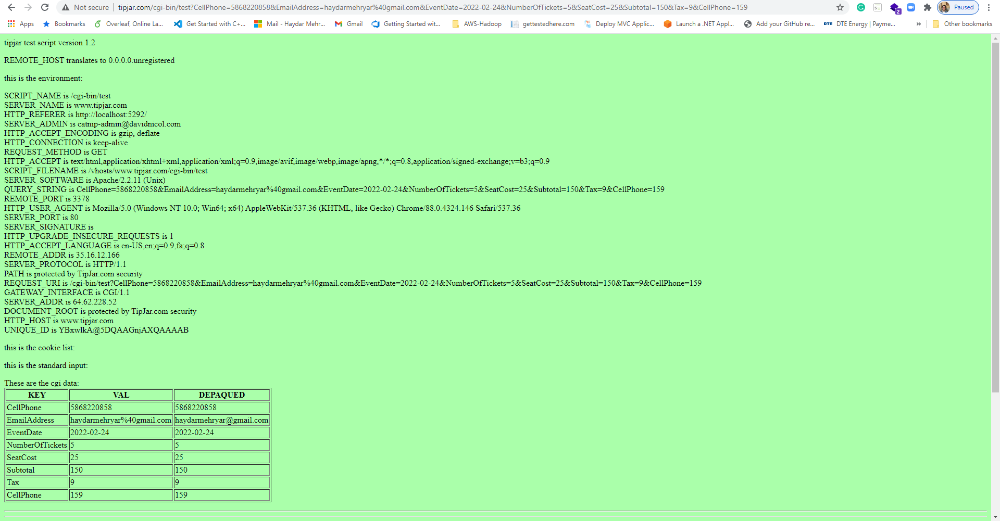 Not secure | tipjar.com/cgi-bin/test?CellPhone=5868220858&EmailAddress=haydarmehryar%40gmail.com&EventDate=2022-02-24&NumberOfTickets=5&SeatCost=25&Subtotal=150&Tax=9&CellPhone=159 2 Paused
Apps Bookmarks Overleaf, Online La... Get Started with C+... Mail - Haydar Mehr... Gmail Getting Started wit... AWS-Hadoop gettestedhere.com Deploy MVC Applic... Launch a .NET Appl... Add your GitHub re... DTE DTE Energy | Payme... » Other bookmarks
tipjar test script version 1.2
REMOTE_HOST translates to 0.0.0.0.unregistered
this is the environment:
SCRIPT_NAME is /cgi-bin/test
SERVER_NAME is www.tipjar.com
HTTP_REFERER is http://localhost:5292/
SERVER_ADMIN is catnip-admin@davidnicol.com
HTTP_ACCEPT_ENCODING is gzip, deflate
HTTP_CONNECTION is keep-alive
REQUEST_METHOD is GET
HTTP_ACCEPT is text/html,application/xhtml+xml,application/xml;q=0.9,image/avif,image/webp,image/apng,*/*;q=0.8,application/signed-exchange;v=b3;q=0.9
SCRIPT_FILENAME is /vhosts/www.tipjar.com/cgi-bin/test
SERVER_SOFTWARE is Apache/2.2.11 (Unix)
QUERY_STRING is CellPhone=5868220858&EmailAddress=haydarmehryar%40gmail.com&EventDate=2022-02-24&NumberOfTickets=5&SeatCost=25&Subtotal=150&Tax=9&CellPhone=159
REMOTE_PORT is 3378
HTTP_USER_AGENT is Mozilla/5.0 (Windows NT 10.0; Win64; x64) AppleWebKit/537.36 (KHTML, like Gecko) Chrome/88.0.4324.146 Safari/537.36
SERVER_PORT is 80
SERVER_SIGNATURE is
HTTP_UPGRADE_INSECURE_REQUESTS is 1
HTTP_ACCEPT_LANGUAGE is en-US,en;q=0.9,fa;q=0.8
REMOTE_ADDR is 35.16.12.166
SERVER_PROTOCOL is HTTP/1.1
PATH is protected by TipJar.com security
REQUEST_URI is /cgi-bin/test?CellPhone=5868220858&EmailAddress=haydarmehryar%40gmail.com&EventDate=2022-02-24&NumberOfTickets=5&SeatCost=25&Subtotal=150&Tax=9&CellPhone=159
GATEWAY_INTERFACE is CGI/1.1
SERVER_ADDR is 64.62.228.52
DOCUMENT_ROOT is protected by TipJar.com security
HTTP_HOST is www.tipjar.com
UNIQUE_ID is YBxwlkA@5DQAAGnjAXQAAAAB
this is the cookie list:
this is the standard input:
These are the cgi data:
KEY VAL DEPAQUED
CellPhone 5868220858 5868220858
EmailAddress haydarmehryar%40gmail.com haydarmehryar@gmail.com
EventDate 2022-02-24 2022-02-24
NumberOfTickets 5 5
SeatCost 25 25
Subtotal 150 150
Tax 9 9
CellPhone 159 159